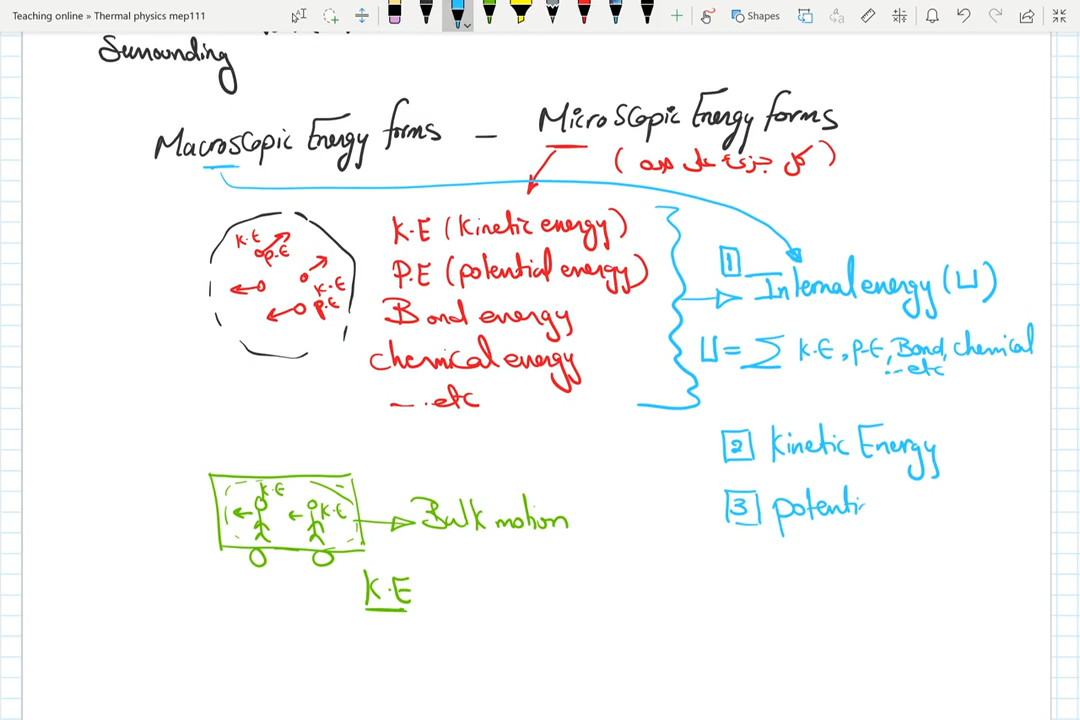 Teaching online » Thermal physics mep111
Shapes
Surrounding
Macroscopic Energy forms - Microscopic Energy forms
(كل جزئ على حده)
K.E P.E
K.E P.E
K.E (Kinetic energy)
P.E (potential energy)
Bond energy
chemical energy
....etc
1 Internal energy (U)
U = Σ K.E, P.E, Bond, chemical
...etc
2 Kinetic Energy
3 potenti
K.E K.E
Bulk motion
K.E